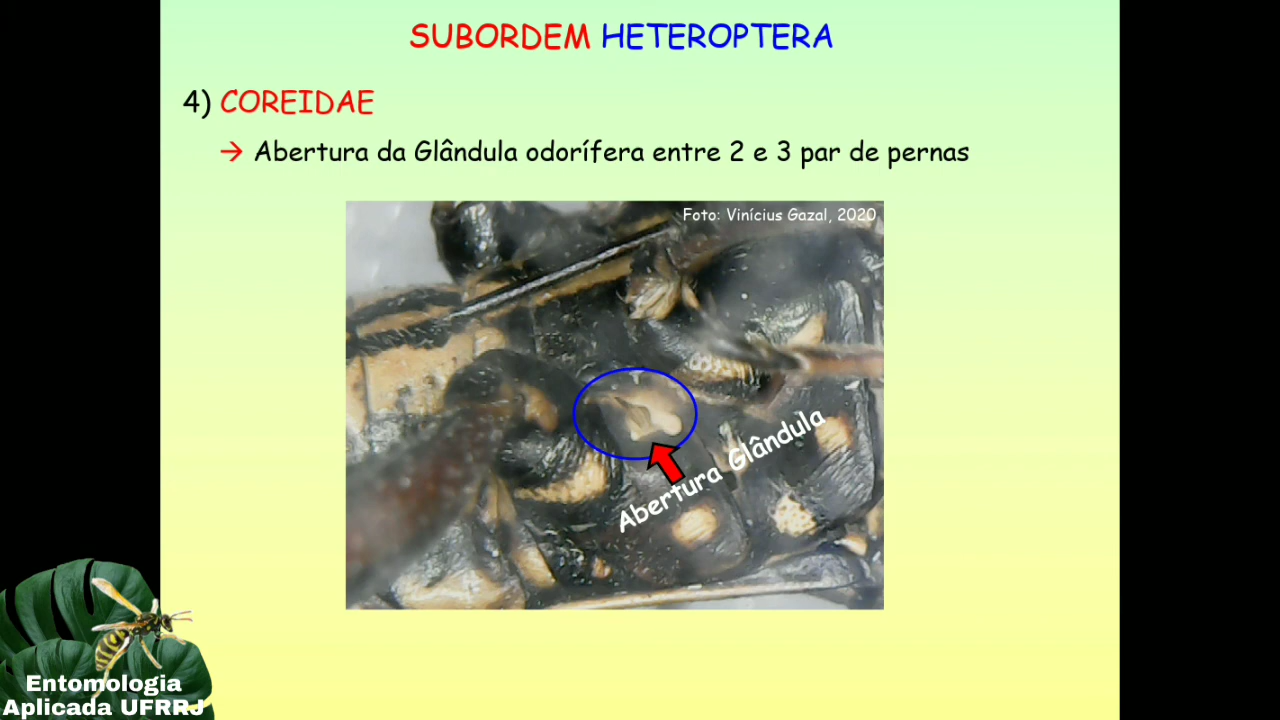 SUBORDEM HETEROPTERA
4) COREIDAE
→ Abertura da Glândula odorífera entre 2 e 3 par de pernas
Foto: Vinícius Gazal, 2020
Abertura Glândula
Entomologia
Aplicada UFRRJ